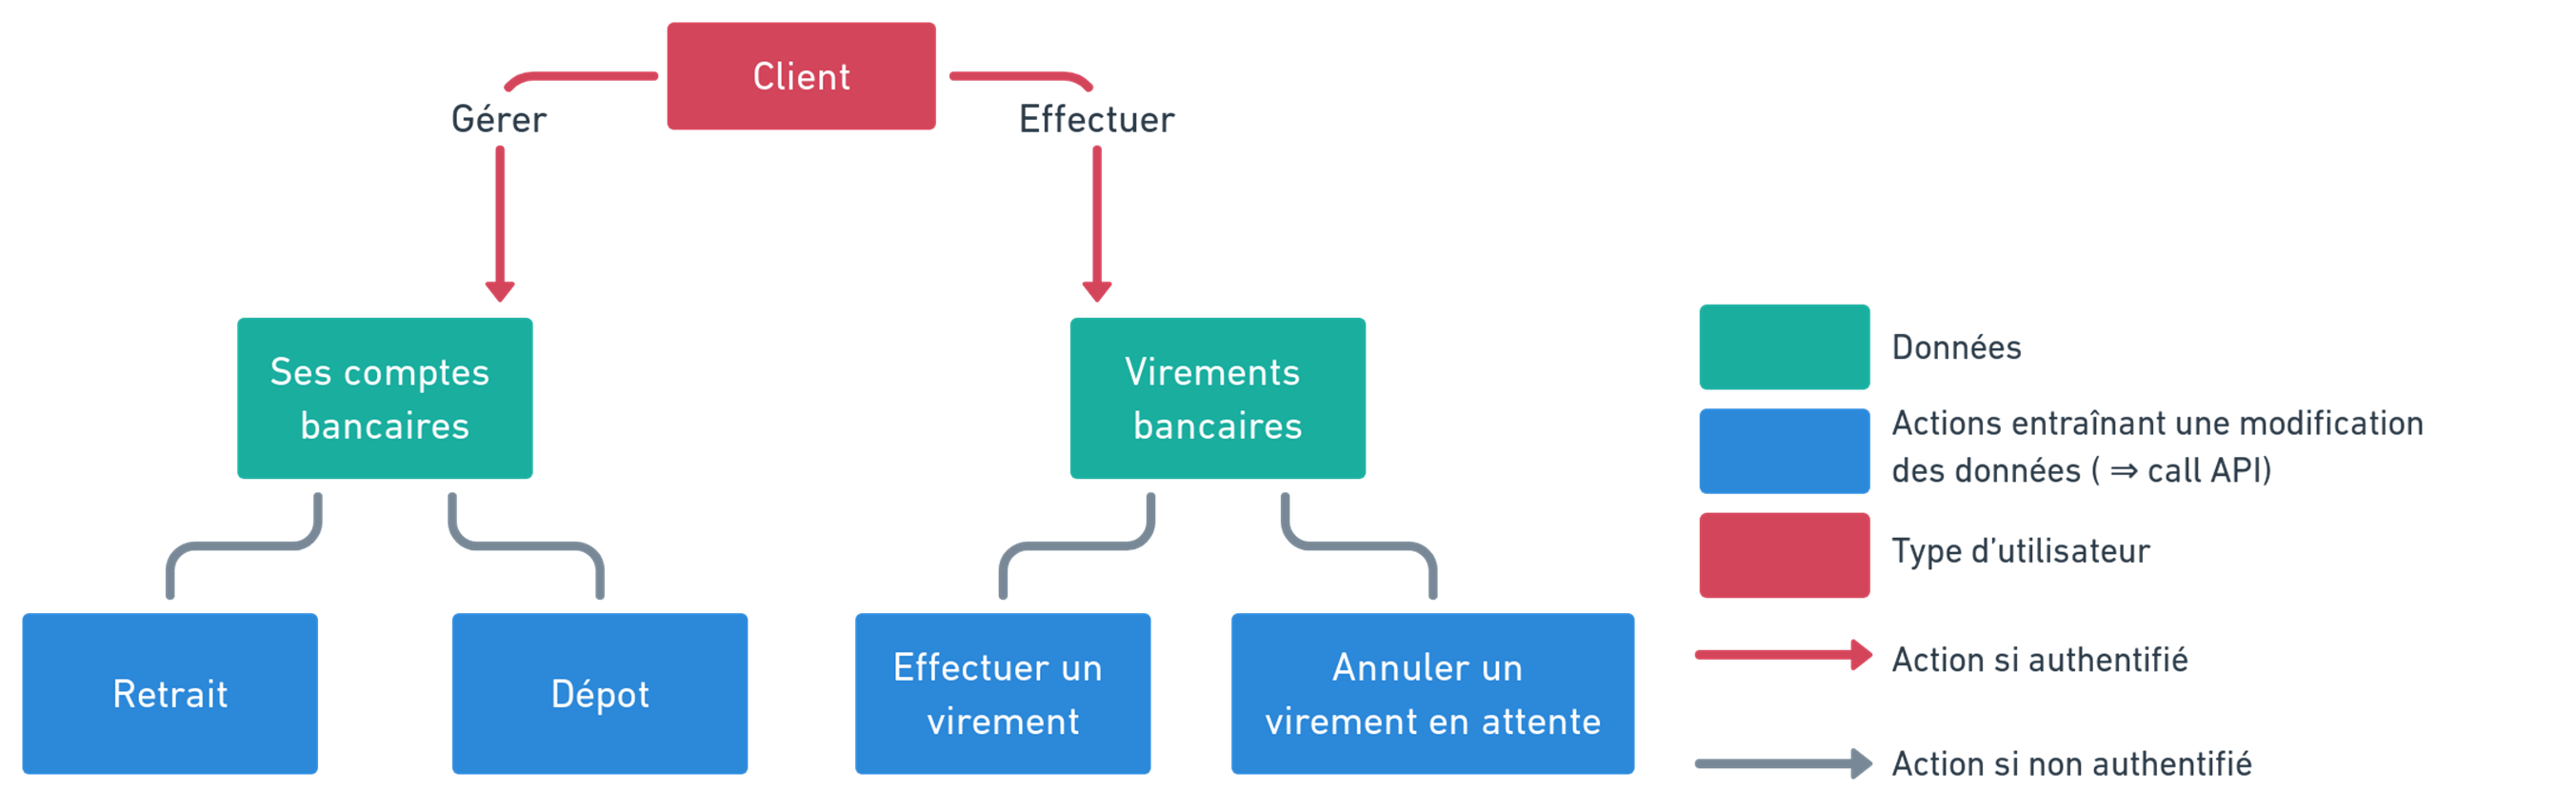 Client
Gérer
Effectuer
Ses comptes
bancaires
Virements
bancaires
Retrait
Dépot
Effectuer un
virement
Annuler un
virement en attente
Données
Actions entraînant une modification
des données ( ⇒ call API)
Type d’utilisateur
Action si authentifié
Action si non authentifié